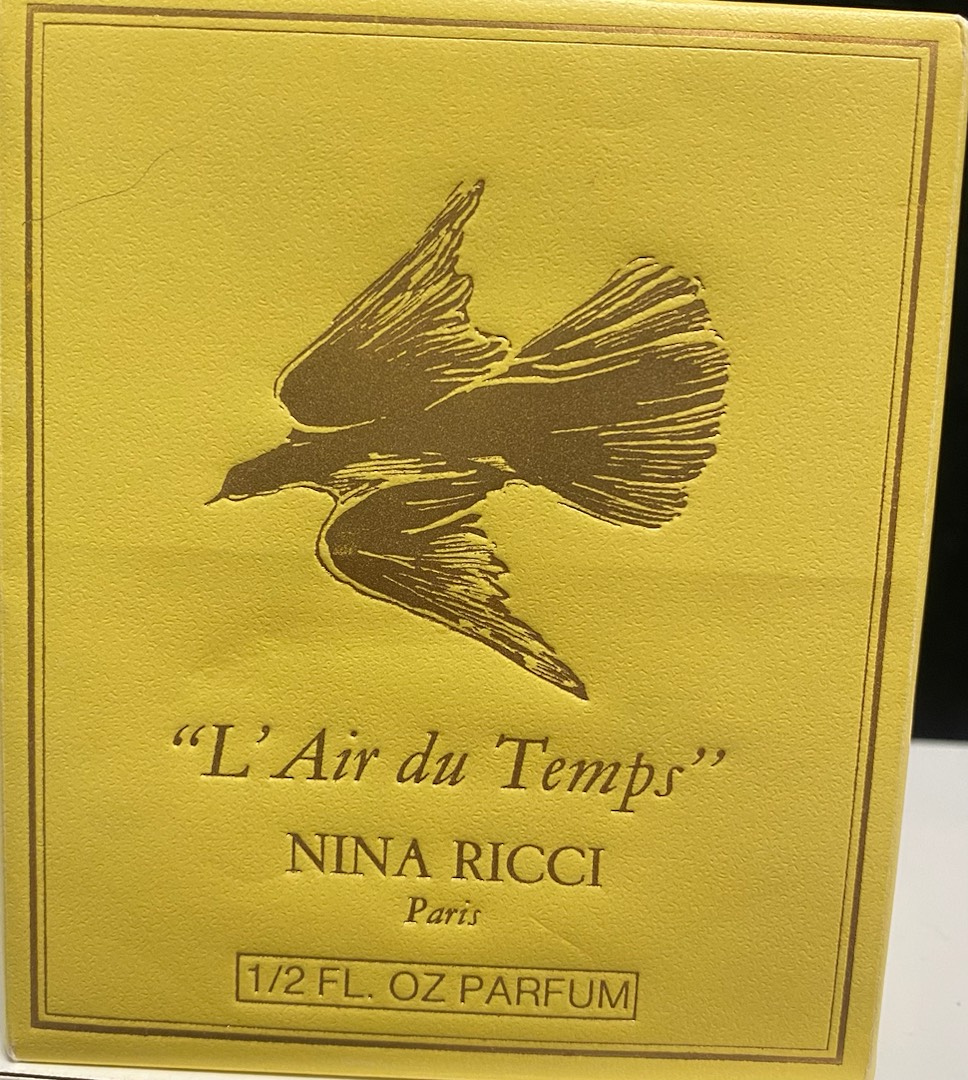 “L’Air du Temps”
NINA RICCI
Paris
1/2 FL. OZ PARFUM